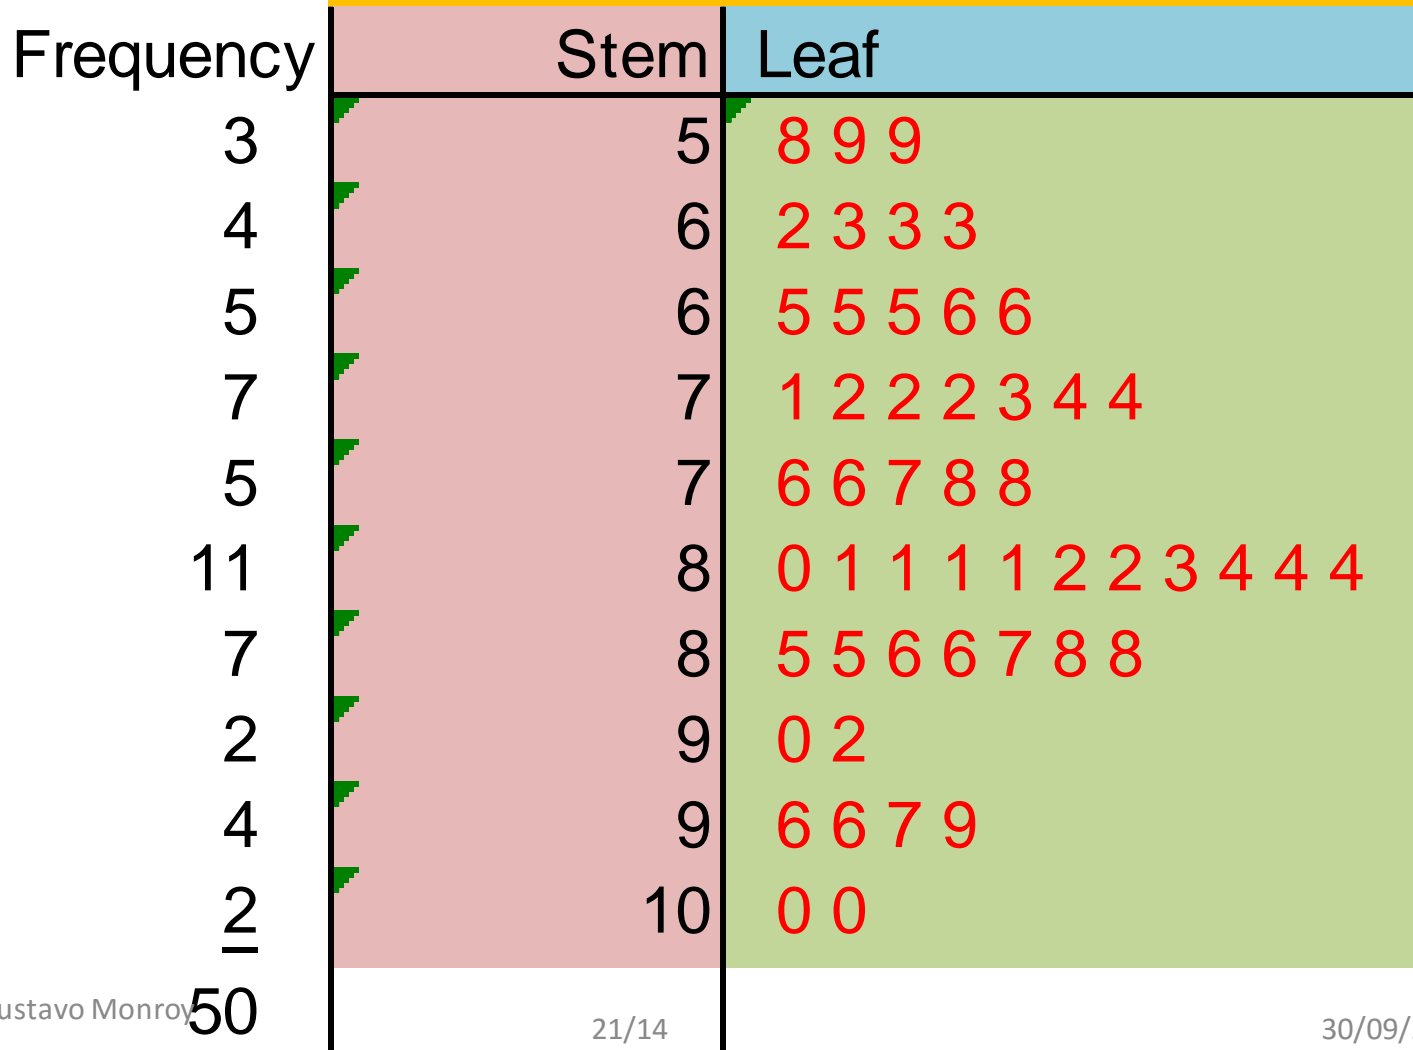 Frequency Stem Leaf
3 5 8 9 9
4 6 2 3 3 3
5 6 5 5 5 6 6
7 7 1 2 2 2 3 4 4
5 7 6 6 7 8 8
11 8 0 1 1 1 1 2 2 3 4 4 4
7 8 5 5 6 6 7 8 8
2 9 0 2
4 9 6 6 7 9
2 10 0 0
50
ustavo Monroy 21/14 30/09/